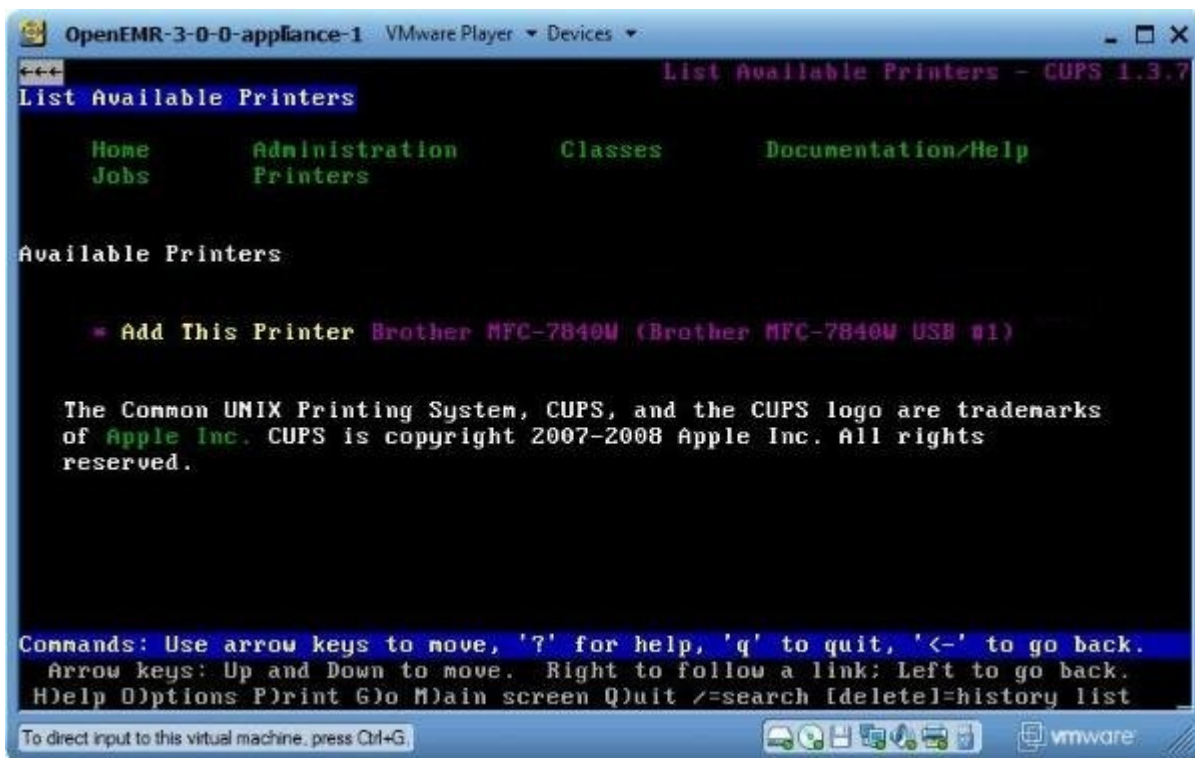 OpenEMR-3-0-0-appliance-1 VMware Player Devices
←←← List Available Printers - CUPS 1.3.7
List Available Printers
Home Administration Classes Documentation/Help
Jobs Printers
Available Printers
* Add This Printer Brother MFC-7840W (Brother MFC-7840W USB #1)
The Common UNIX Printing System, CUPS, and the CUPS logo are trademarks
of Apple Inc. CUPS is copyright 2007-2008 Apple Inc. All rights
reserved.
Commands: Use arrow keys to move, '?' for help, 'q' to quit, '<-' to go back.
Arrow keys: Up and Down to move. Right to follow a link; Left to go back.
H)elp O)ptions P)rint G)o M)ain screen Q)uit /=search [delete]=history list
To direct input to this virtual machine, press Ctrl+G. vmware